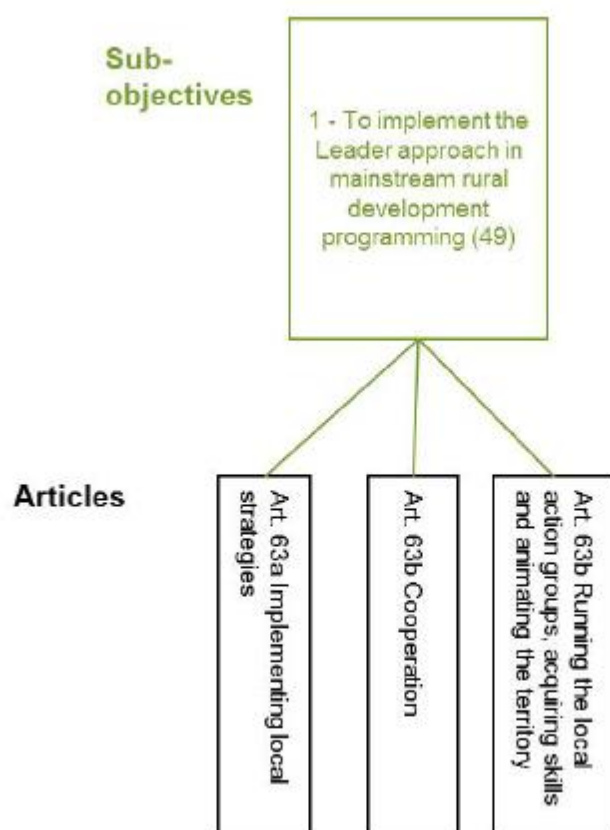 Sub-
objectives
1 - To implement the
Leader approach in
mainstream rural
development
programming (49)
Articles
Art. 63a Implementing local
strategies
Art. 63b Cooperation
Art. 63b Running the local
action groups, acquiring skills
and animating the territory